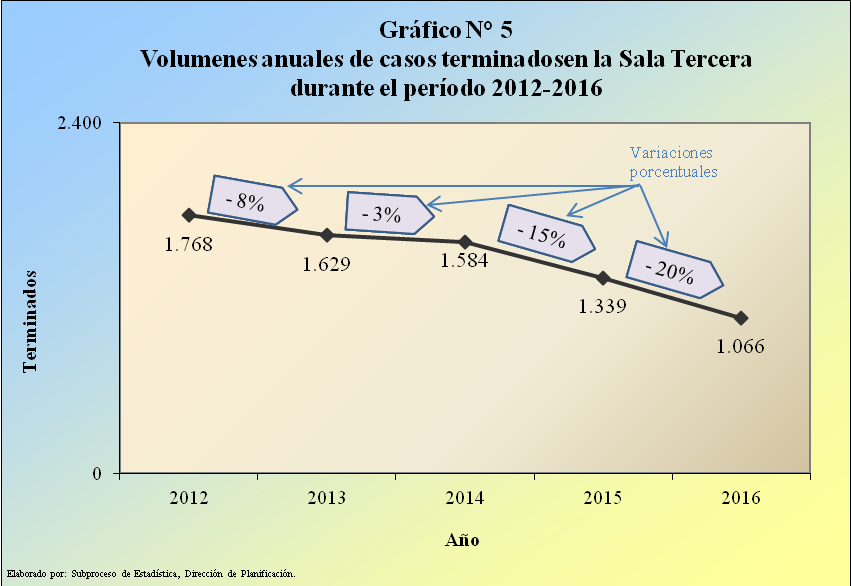 Gráfico N° 5
Volumenes anuales de casos terminadosen la Sala Tercera
durante el período 2012-2016
2.400
Variaciones
porcentuales
- 8%
- 3%
- 15%
- 20%
1.768
1.629
1.584
1.339
1.066
Terminados
0
2012 2013 2014 2015 2016
Año
Elaborado por: Subproceso de Estadística, Dirección de Planificación.